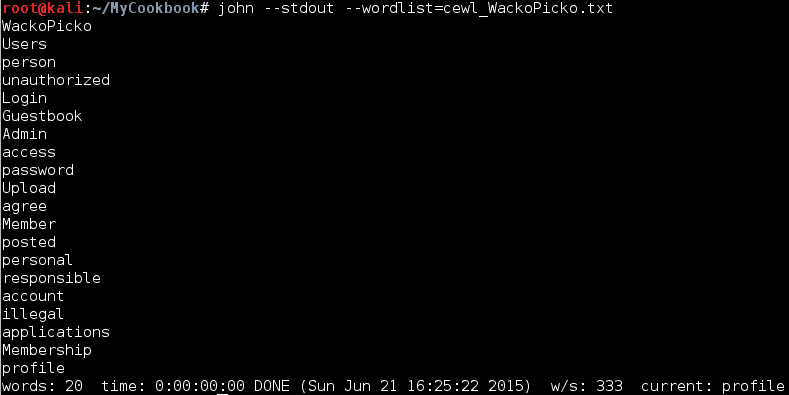 root@kali:~/MyCookbook# john --stdout --wordlist=cewl_WackoPicko.txt
WackoPicko
Users
person
unauthorized
Login
Guestbook
Admin
access
password
Upload
agree
Member
posted
personal
responsible
account
illegal
applications
Membership
profile
words: 20  time: 0:00:00:00 DONE (Sun Jun 21 16:25:22 2015)  w/s: 333  current: profile